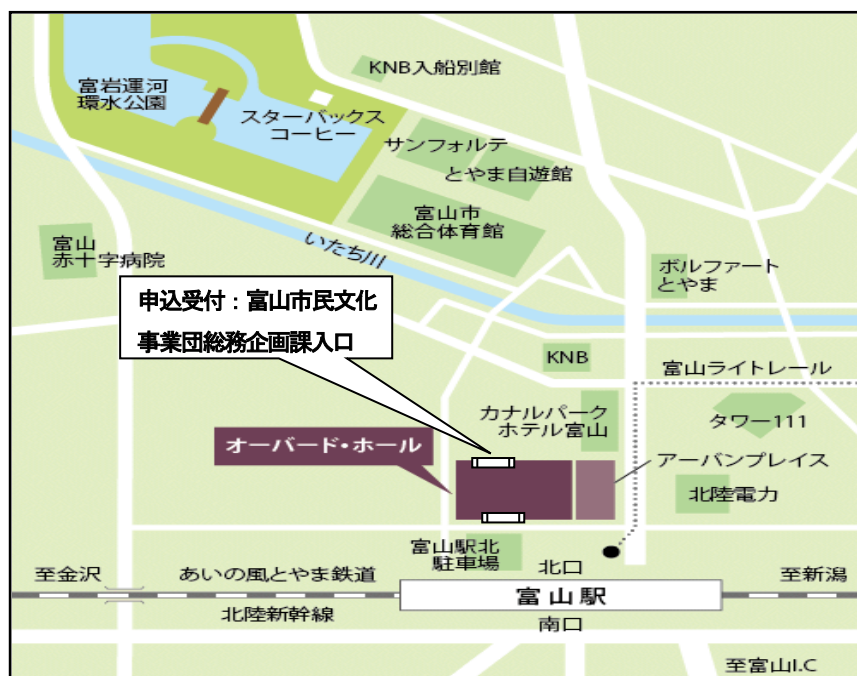 KNB入船別館
富岩運河
環水公園
スターバックス
コーヒー
サンフォルテ
とやま自遊館
富山市
総合体育館
いたち川
富山
赤十字病院
ボルファート
とやま
申込受付：富山市民文化
事業団総務企画課入口
KNB
富山ライトレール
カナルパーク
ホテル富山
タワー111
オーバード・ホール
アーバンプレイス
北陸電力
富山駅北
駐車場
北口
至金沢
あいの風とやま鉄道
至新潟
富山駅
北陸新幹線
南口
至富山I.C